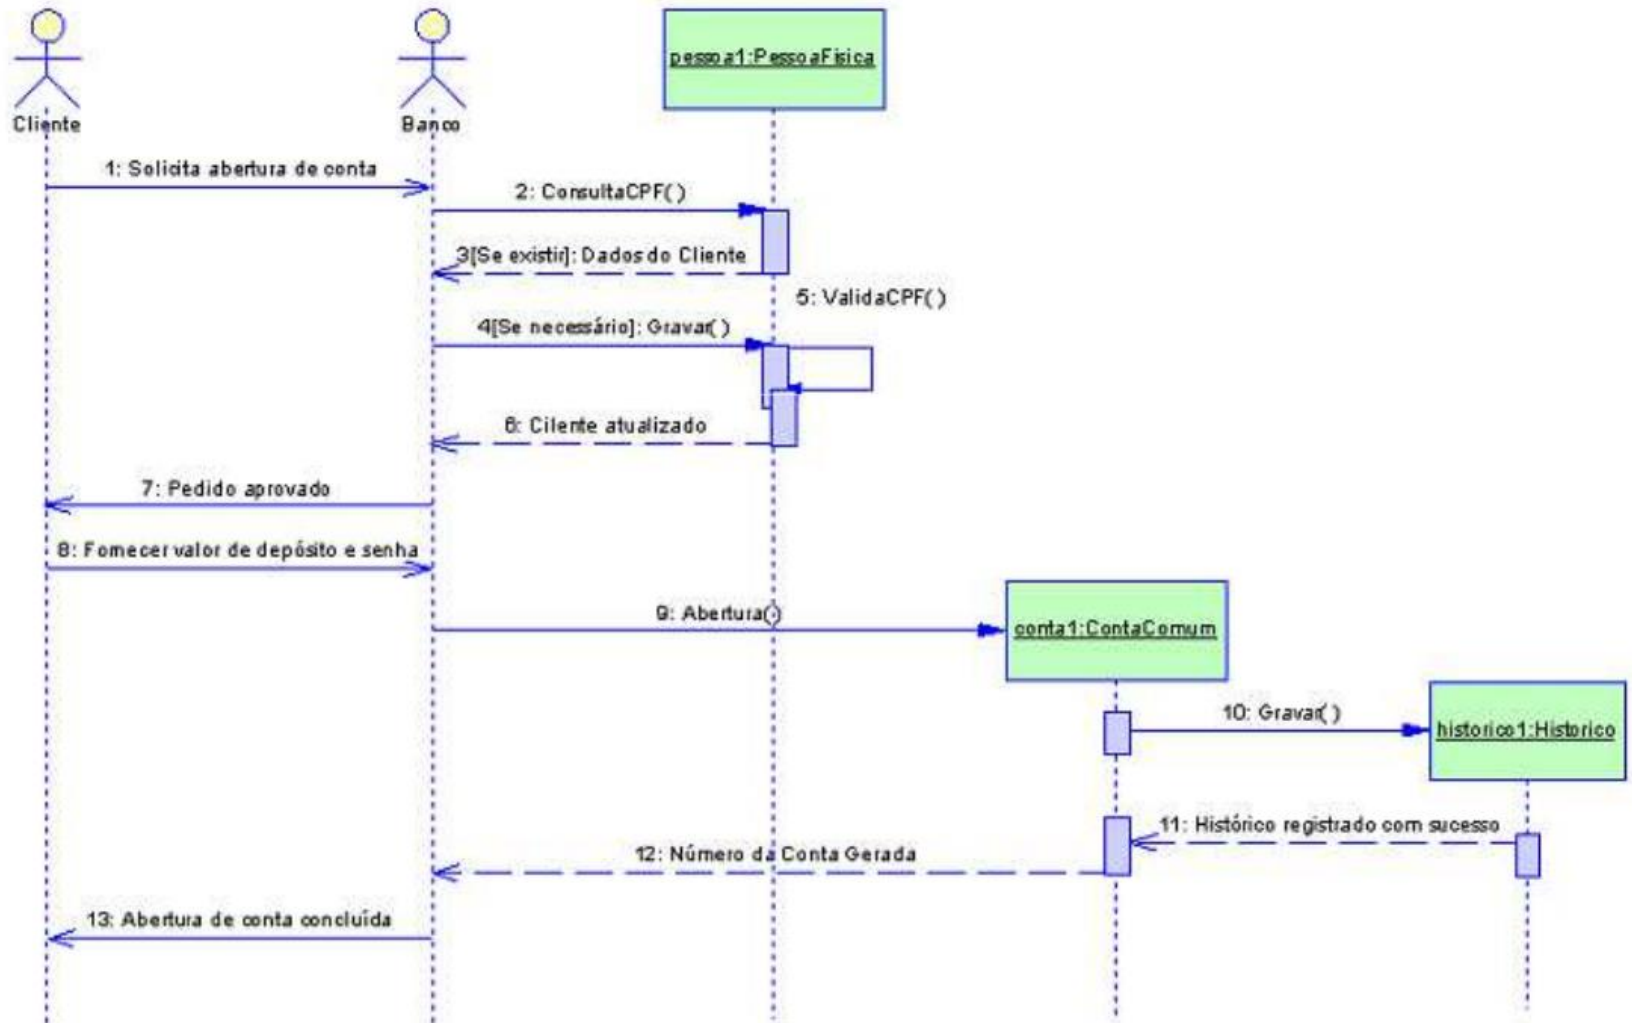 pessoa1:PessoaFisica
Cliente
Banco
1: Solicita abertura de conta
2: ConsultaCPF()
3[Se existir]: Dados do Cliente
5: ValidaCPF()
4[Se necessário]: Gravar()
6: Cilente atualizado
7: Pedido aprovado
8: Fornecer valor de depósito e senha
9: Abertura()
conta1:ContaComum
10: Gravar()
historico1:Historico
11: Histórico registrado com sucesso
12: Número da Conta Gerada
13: Abertura de conta concluída